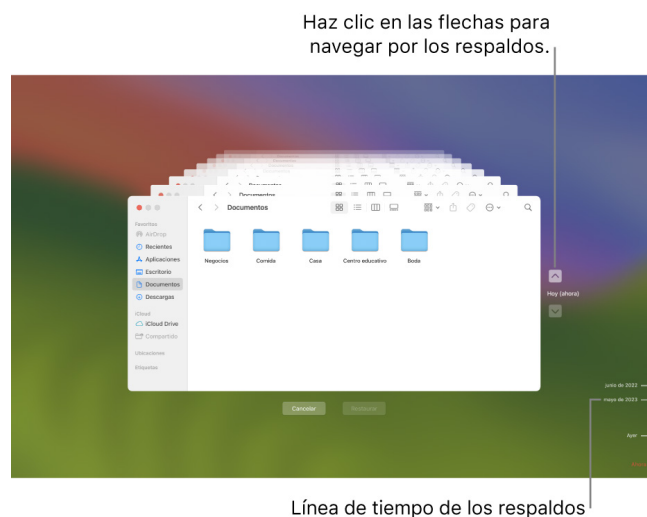 Haz clic en las flechas para
navegar por los respaldos.
Documentos
Documentos
Documentos
Favoritos
AirDrop
Recientes
Aplicaciones
Escritorio
Documentos
Descargas
iCloud
iCloud Drive
Compartido
Ubicaciones
Etiquetas
Negocios
Comida
Casa
Centro educativo
Boda
Hoy (ahora)
Cancelar
Restaurar
junio de 2022
mayo de 2023
Ayer
Línea de tiempo de los respaldos